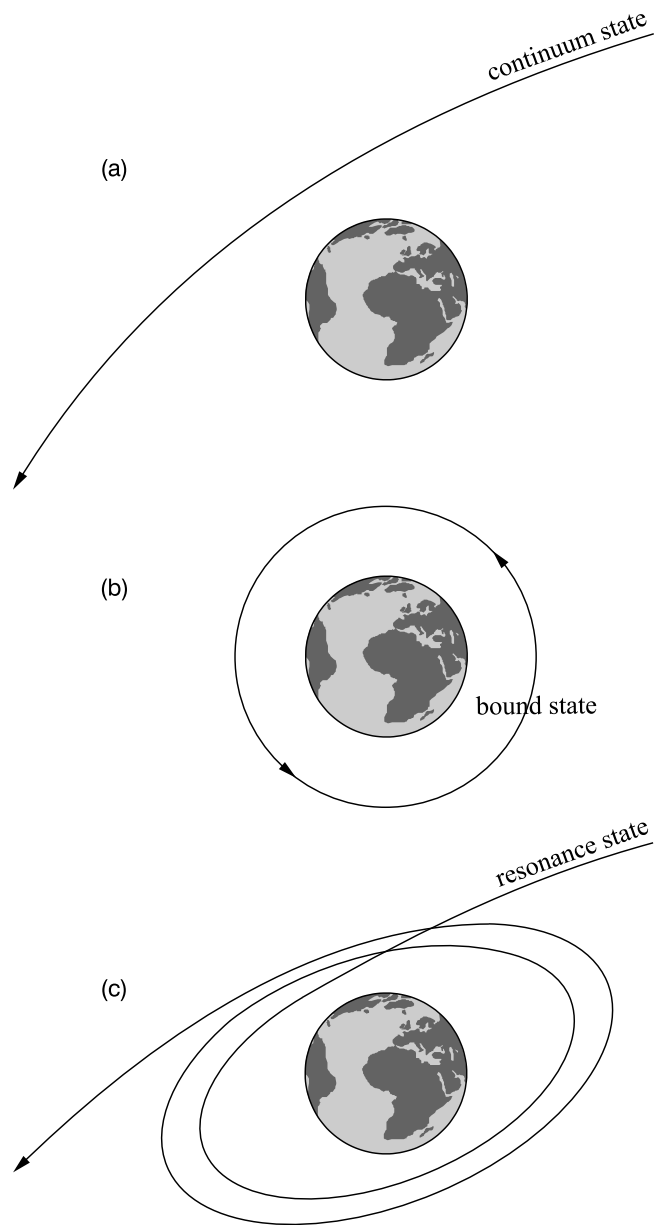 continuum state
(a)
(b)
bound state
resonance state
(c)